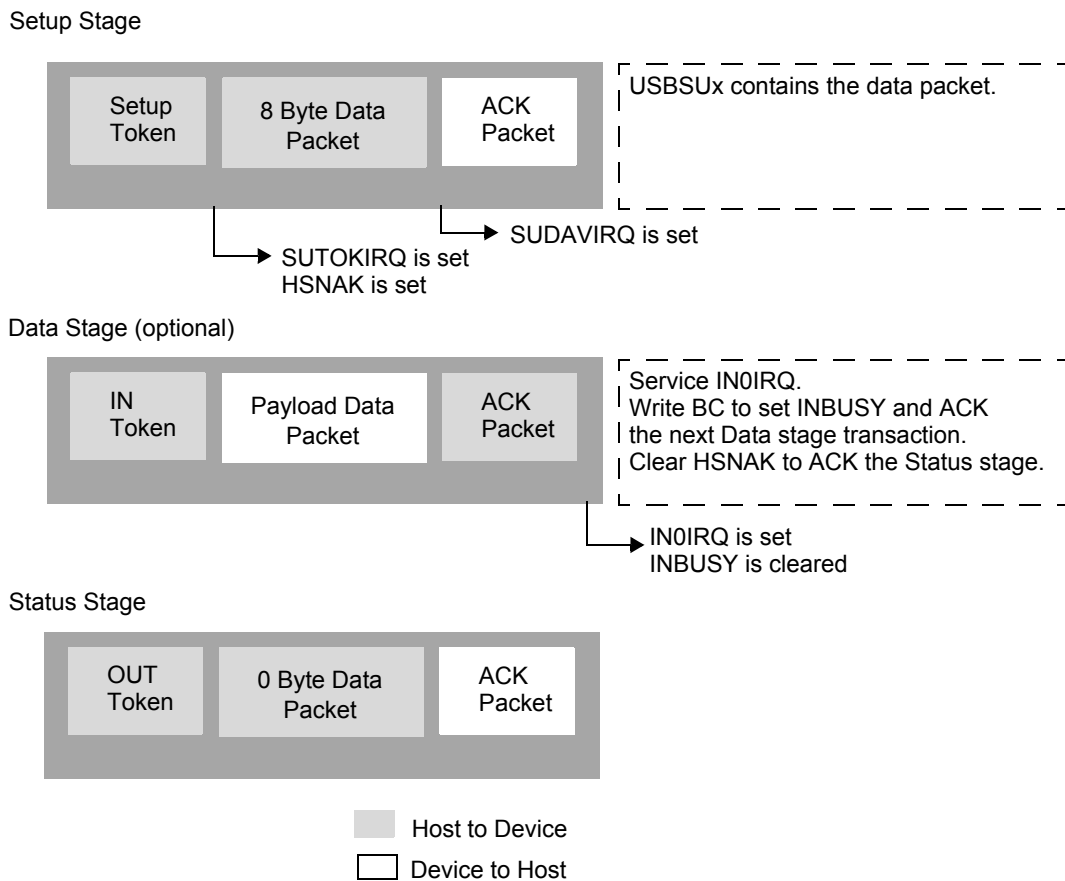 Setup Stage
Setup
Token
8 Byte Data
Packet
ACK
Packet
USBSUx contains the data packet.
SUDAVIRQ is set
SUTOKIRQ is set
HSNAK is set
Data Stage (optional)
IN
Token
Payload Data
Packet
ACK
Packet
Service IN0IRQ.
Write BC to set INBUSY and ACK
the next Data stage transaction.
Clear HSNAK to ACK the Status stage.
IN0IRQ is set
INBUSY is cleared
Status Stage
OUT
Token
0 Byte Data
Packet
ACK
Packet
Host to Device
Device to Host